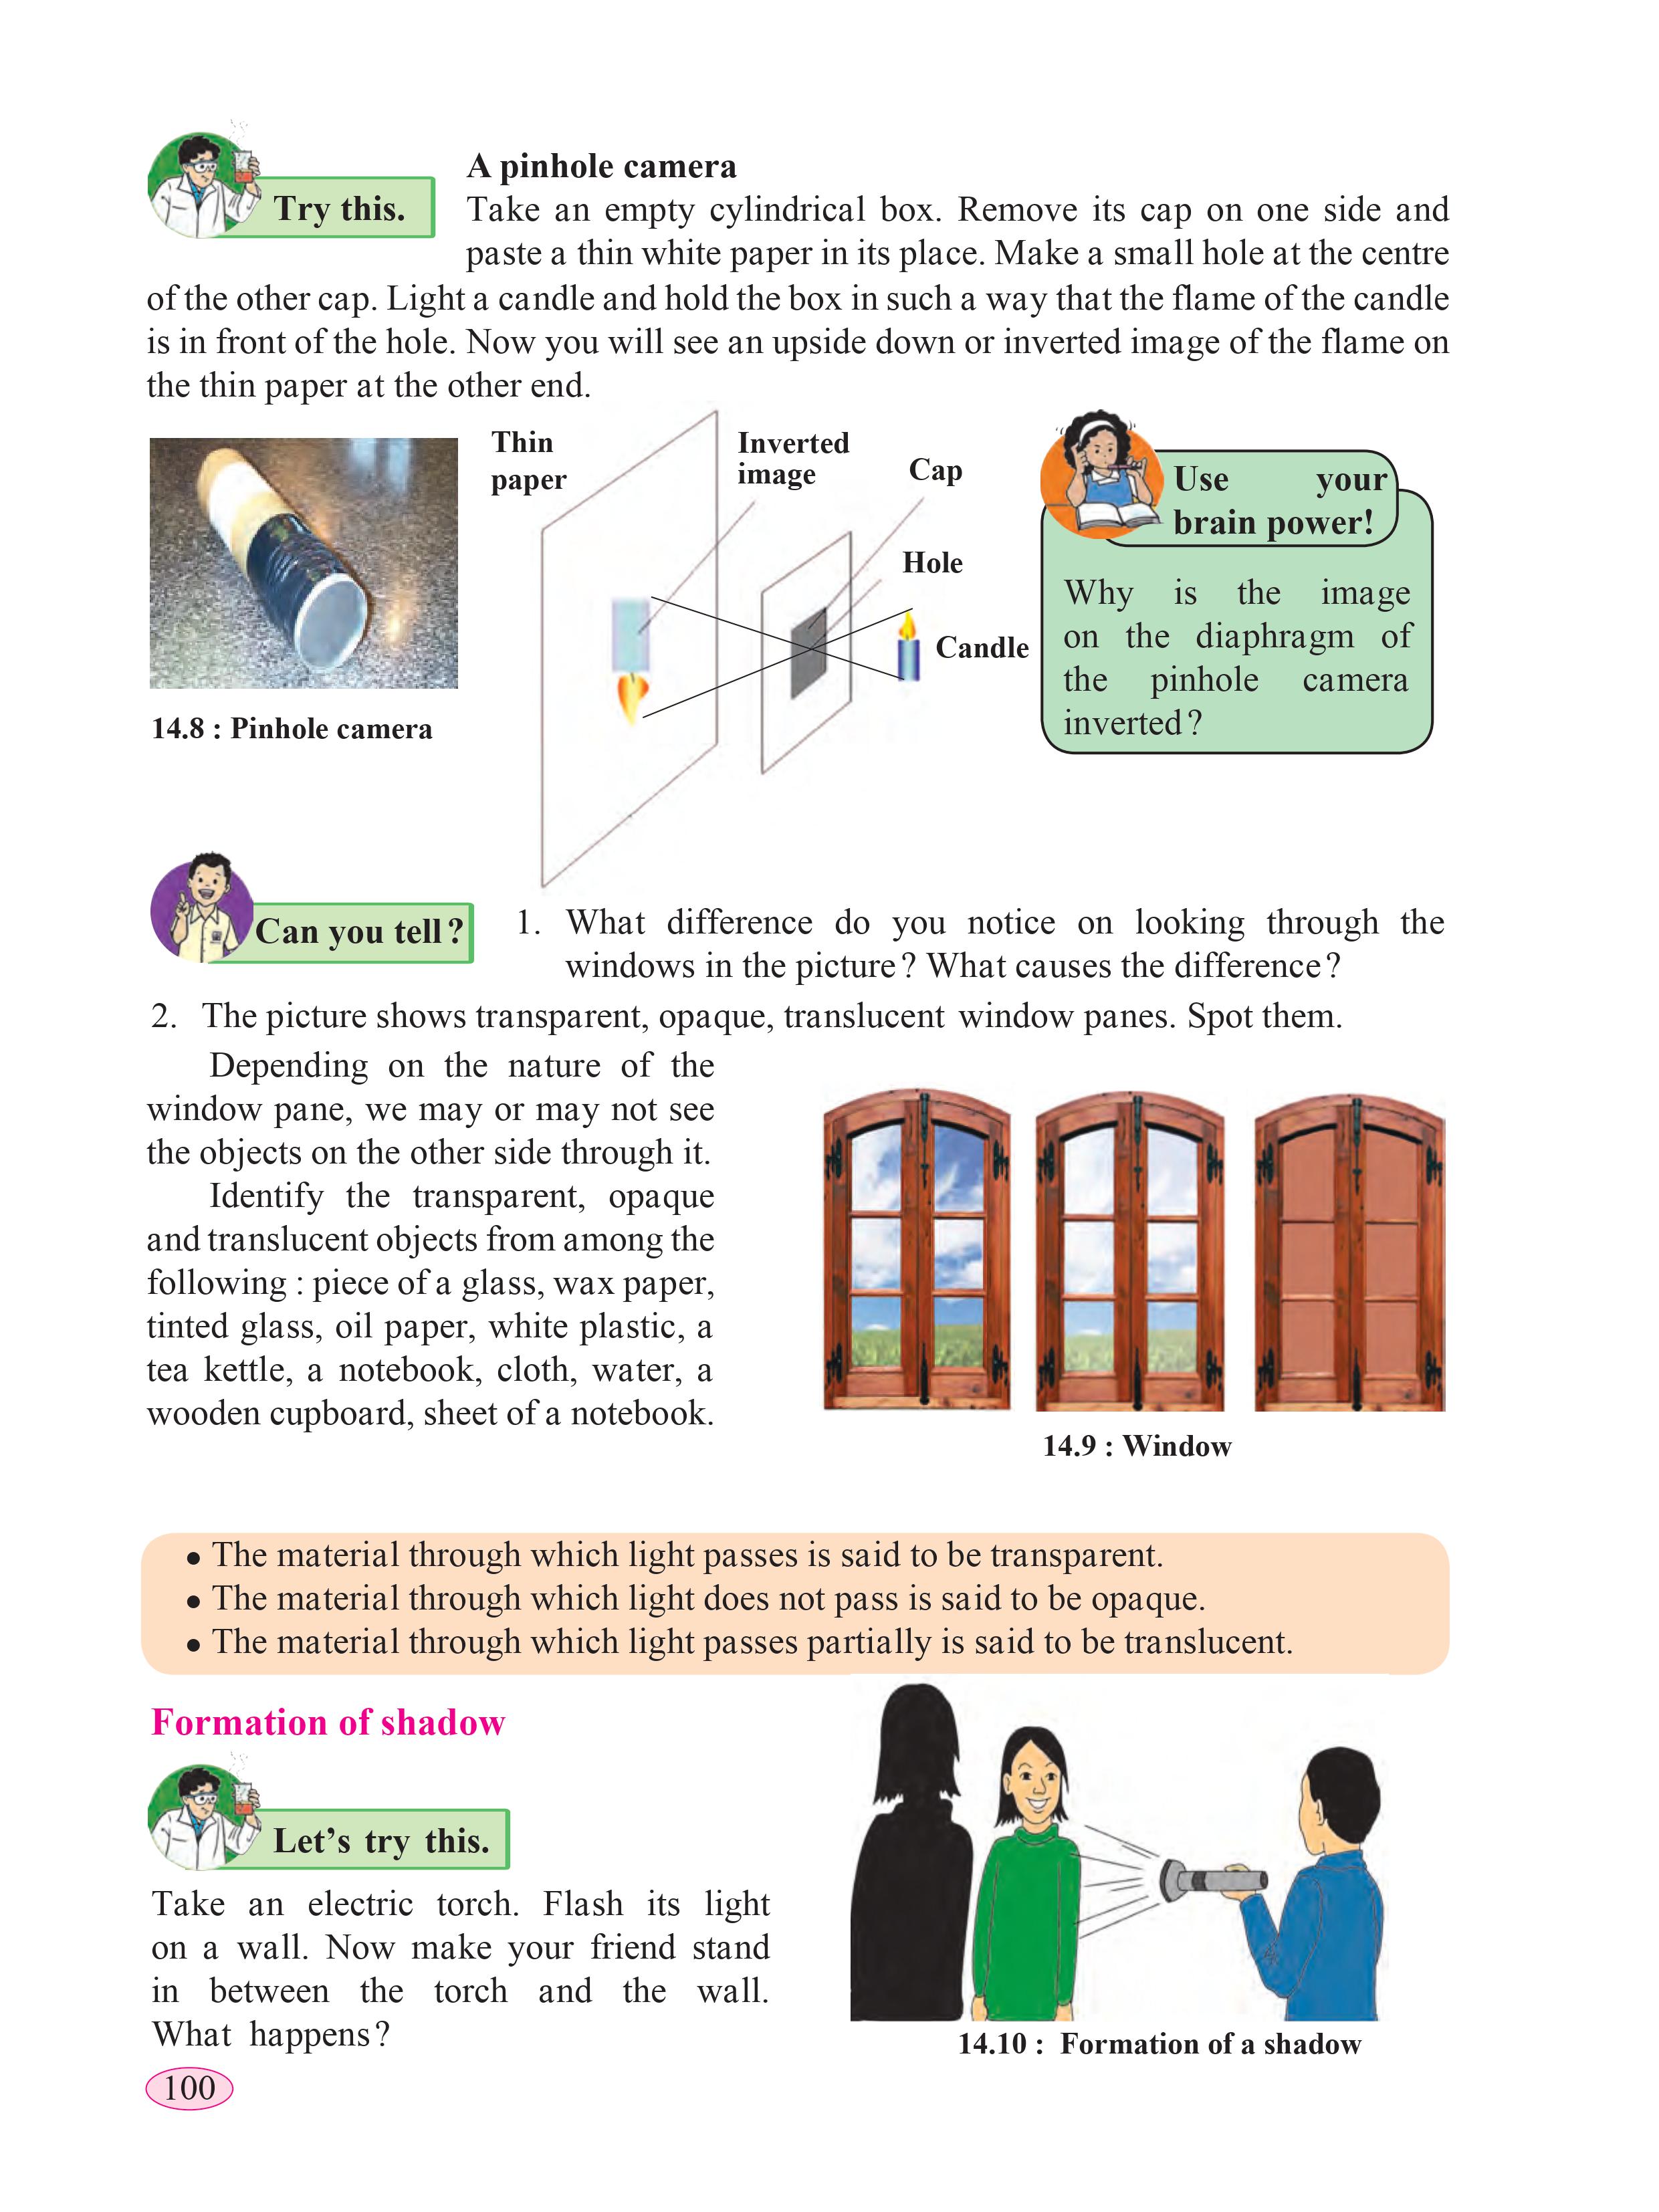 Try this.
A pinhole camera
Take an empty cylindrical box. Remove its cap on one side and
paste a thin white paper in its place. Make a small hole at the centre
of the other cap. Light a candle and hold the box in such a way that the flame of the candle
is in front of the hole. Now you will see an upside down or inverted image of the flame on
the thin paper at the other end.
Thin
paper
Inverted
image
Cap
Hole
Candle
14.8 : Pinhole camera
Use your
brain power!
Why is the image
on the diaphragm of
the pinhole camera
inverted?
Can you tell?
1. What difference do you notice on looking through the
windows in the picture? What causes the difference?
2. The picture shows transparent, opaque, translucent window panes. Spot them.
Depending on the nature of the
window pane, we may or may not see
the objects on the other side through it.
Identify the transparent, opaque
and translucent objects from among the
following : piece of a glass, wax paper,
tinted glass, oil paper, white plastic, a
tea kettle, a notebook, cloth, water, a
wooden cupboard, sheet of a notebook.
14.9 : Window
• The material through which light passes is said to be transparent.
• The material through which light does not pass is said to be opaque.
• The material through which light passes partially is said to be translucent.
Formation of shadow
Let's try this.
Take an electric torch. Flash its light
on a wall. Now make your friend stand
in between the torch and the wall.
What happens?
14.10 : Formation of a shadow
100